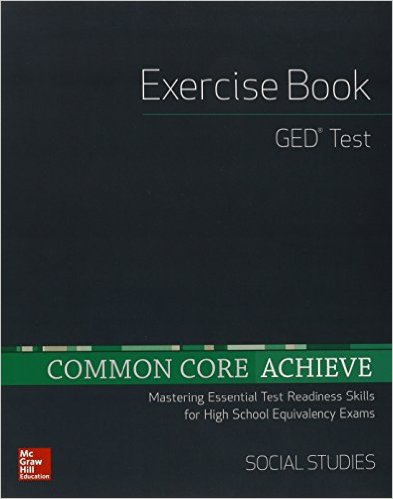 Exercise Book
GED® Test
COMMON CORE ACHIEVE
Mastering Essential Test Readiness Skills
for High School Equivalency Exams
Mc
Graw
Hill
Education
SOCIAL STUDIES